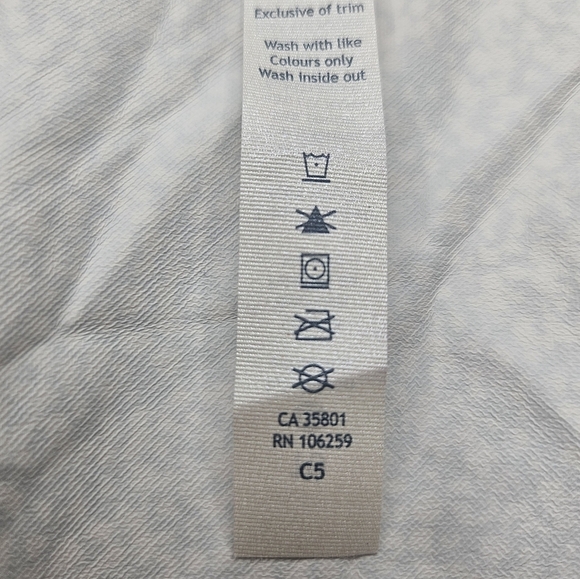 Exclusive of trim
Wash with like
Colours only
Wash inside out
CA 35801
RN 106259
C5